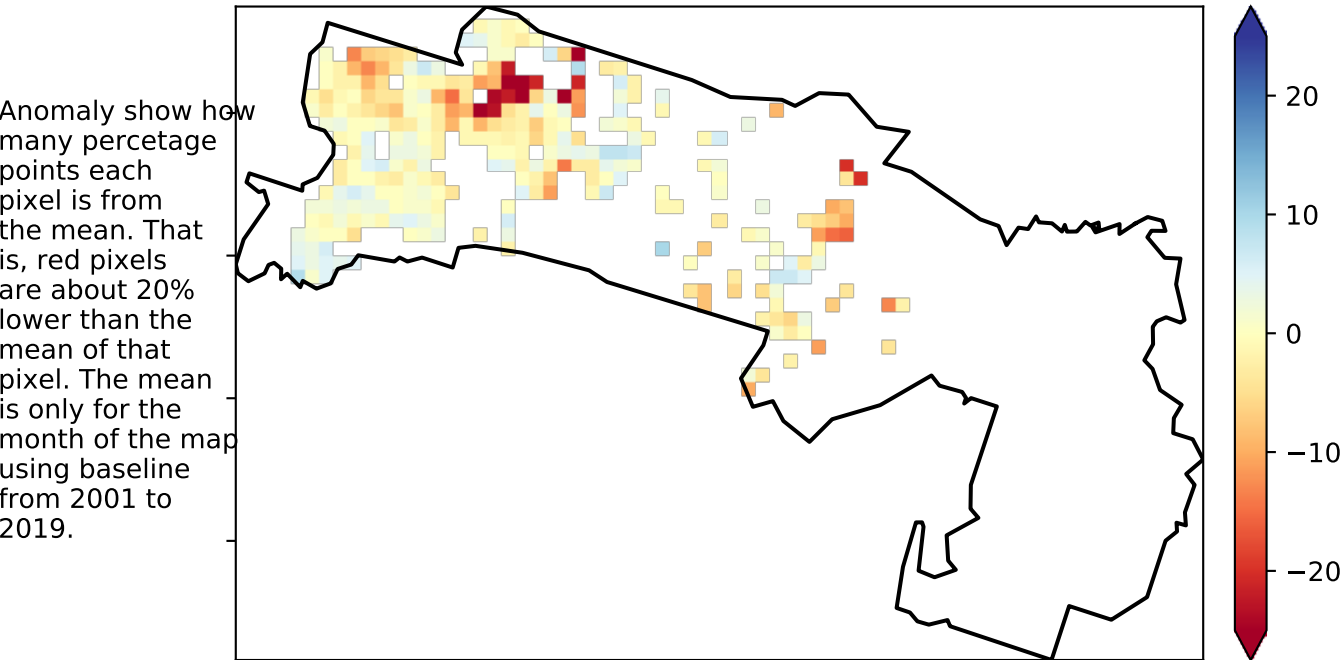 Anomaly show how
many percetage
points each
pixel is from
the mean. That
is, red pixels
are about 20%
lower than the
mean of that
pixel. The mean
is only for the
month of the map
using baseline
from 2001 to
2019.
20
10
0
−10
−20